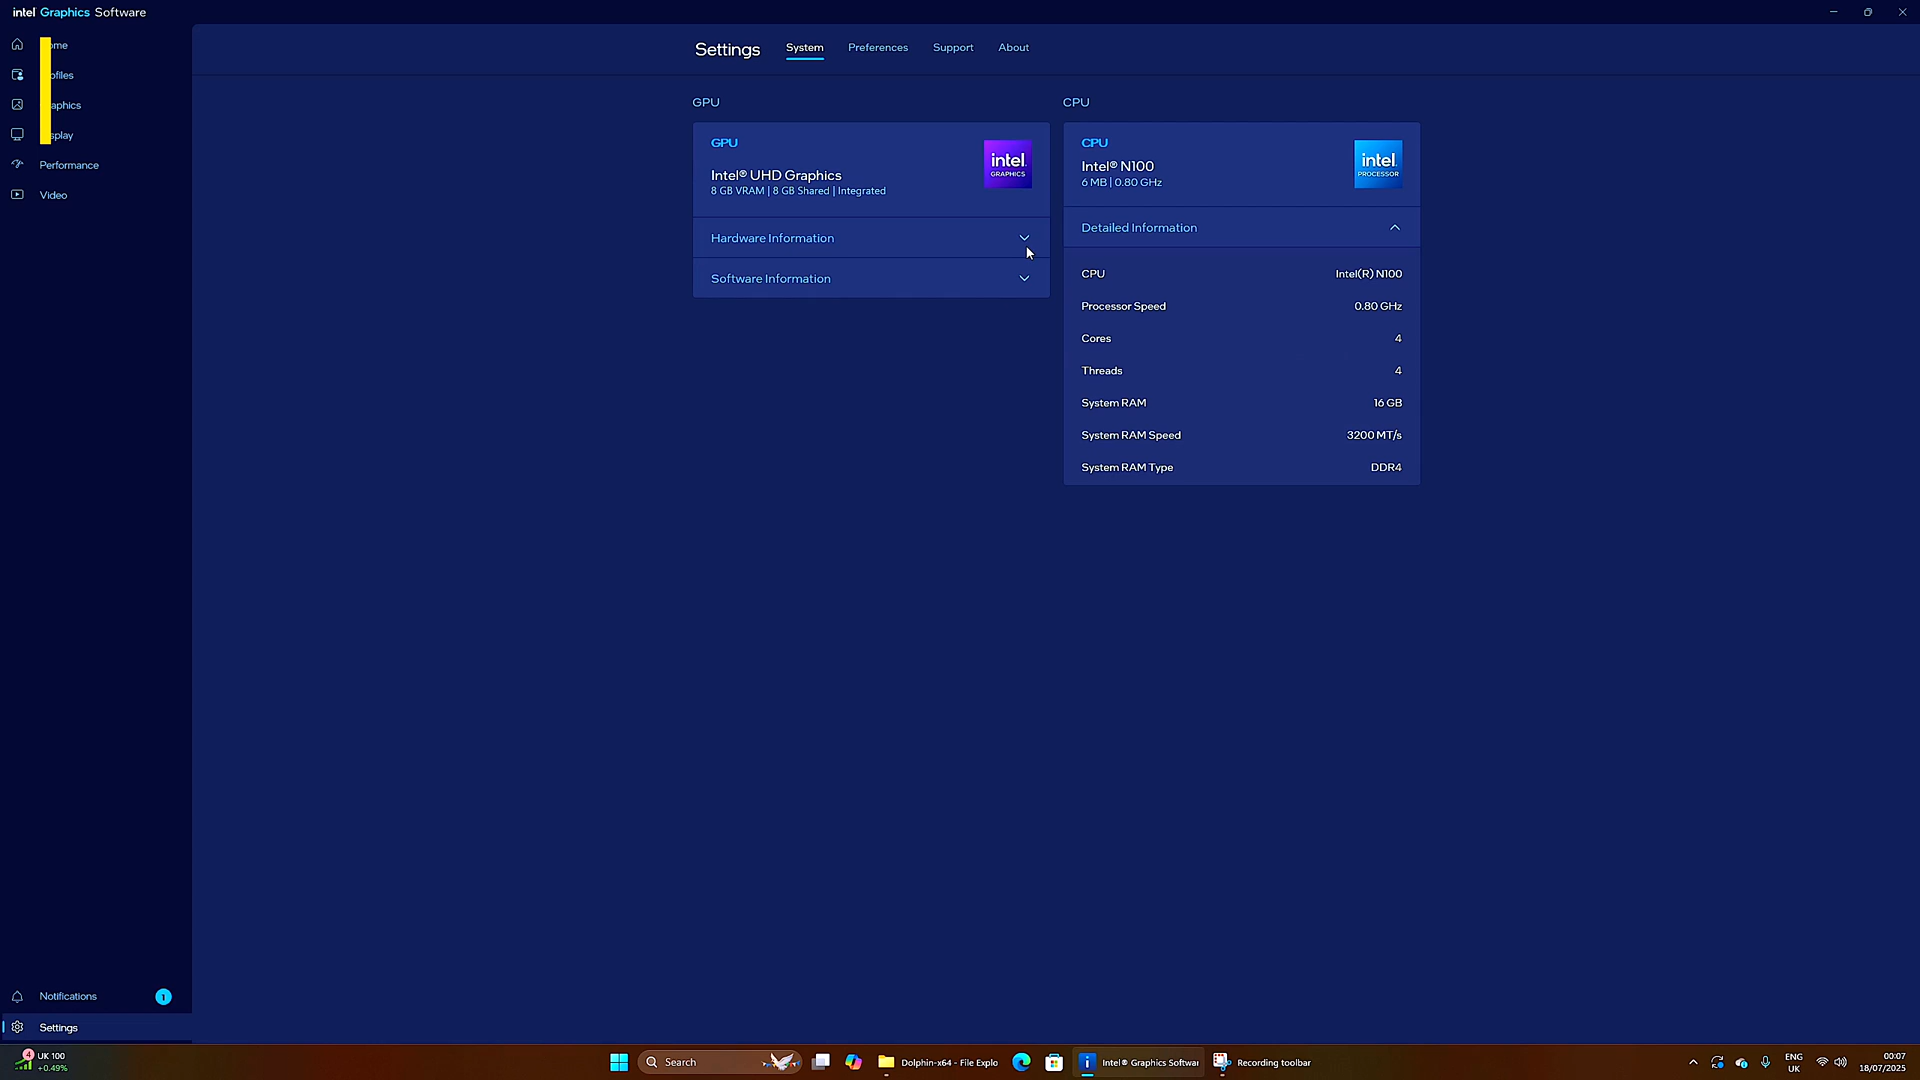 intel Graphics Software
Performance
Video
Notifications
1
Settings
Settings
System
Preferences
Support
About
GPU
GPU
Intel® UHD Graphics
8 GB VRAM | 8 GB Shared | Integrated
intel.
GRAPHICS
Hardware Information
Software Information
CPU
CPU
Intel® N100
6 MB | 0.80 GHz
intel.
PROCESSOR
Detailed Information
CPU Intel(R) N100
Processor Speed 0.80 GHz
Cores 4
Threads 4
System RAM 16 GB
System RAM Speed 3200 MT/s
System RAM Type DDR4
4
UK 100
+0.49%
Search
Dolphin-x64 - File Explo
Intel® Graphics Softwar
Recording toolbar
ENG
UK
00:07
18/07/2025